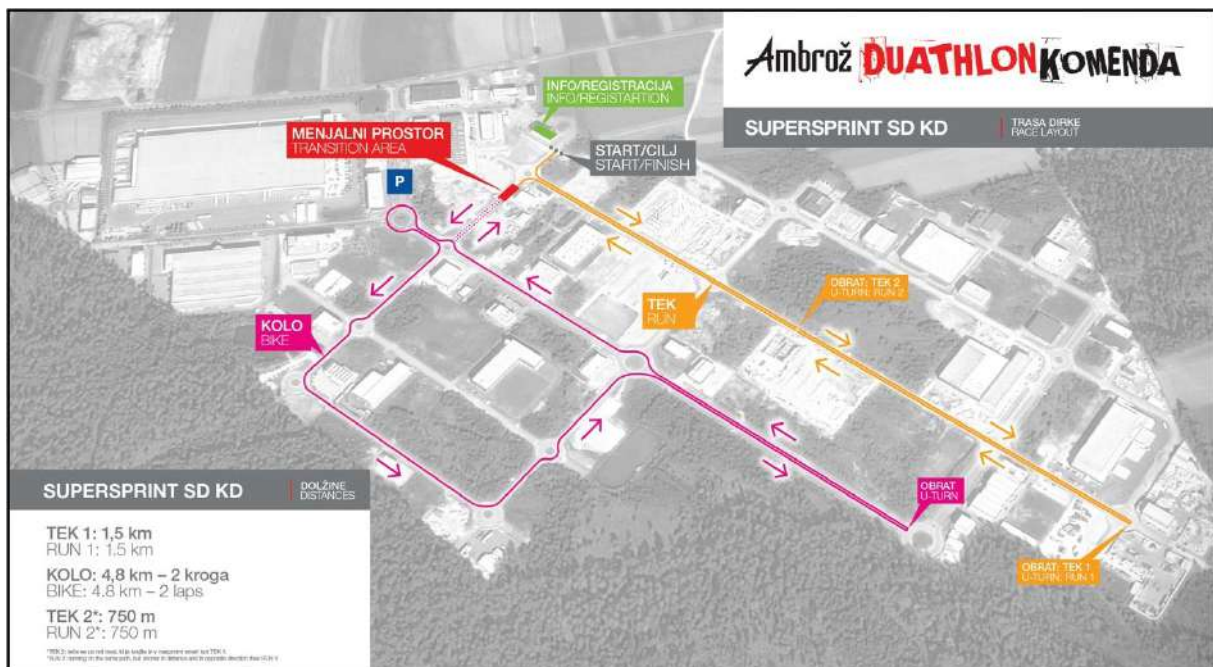 Ambrož DUATHLON KOMENDA
SUPERSPRINT SD KD
TRASA DIRKE
RACE LAYOUT
INFO/REGISTRACIJA
INFO/REGISTARTION
MENJALNI PROSTOR
TRANSITION AREA
START/CILJ
START/FINISH
P
OBRAT: TEK 2
U-TURN: RUN 2
TEK
RUN
KOLO
BIKE
OBRAT
U-TURN
OBRAT: TEK 1
U-TURN: RUN 1
SUPERSPRINT SD KD
DOLŽINE
DISTANCES
TEK 1: 1,5 km
RUN 1: 1.5 km
KOLO: 4,8 km – 2 kroga
BIKE: 4.8 km – 2 laps
TEK 2*: 750 m
RUN 2*: 750 m